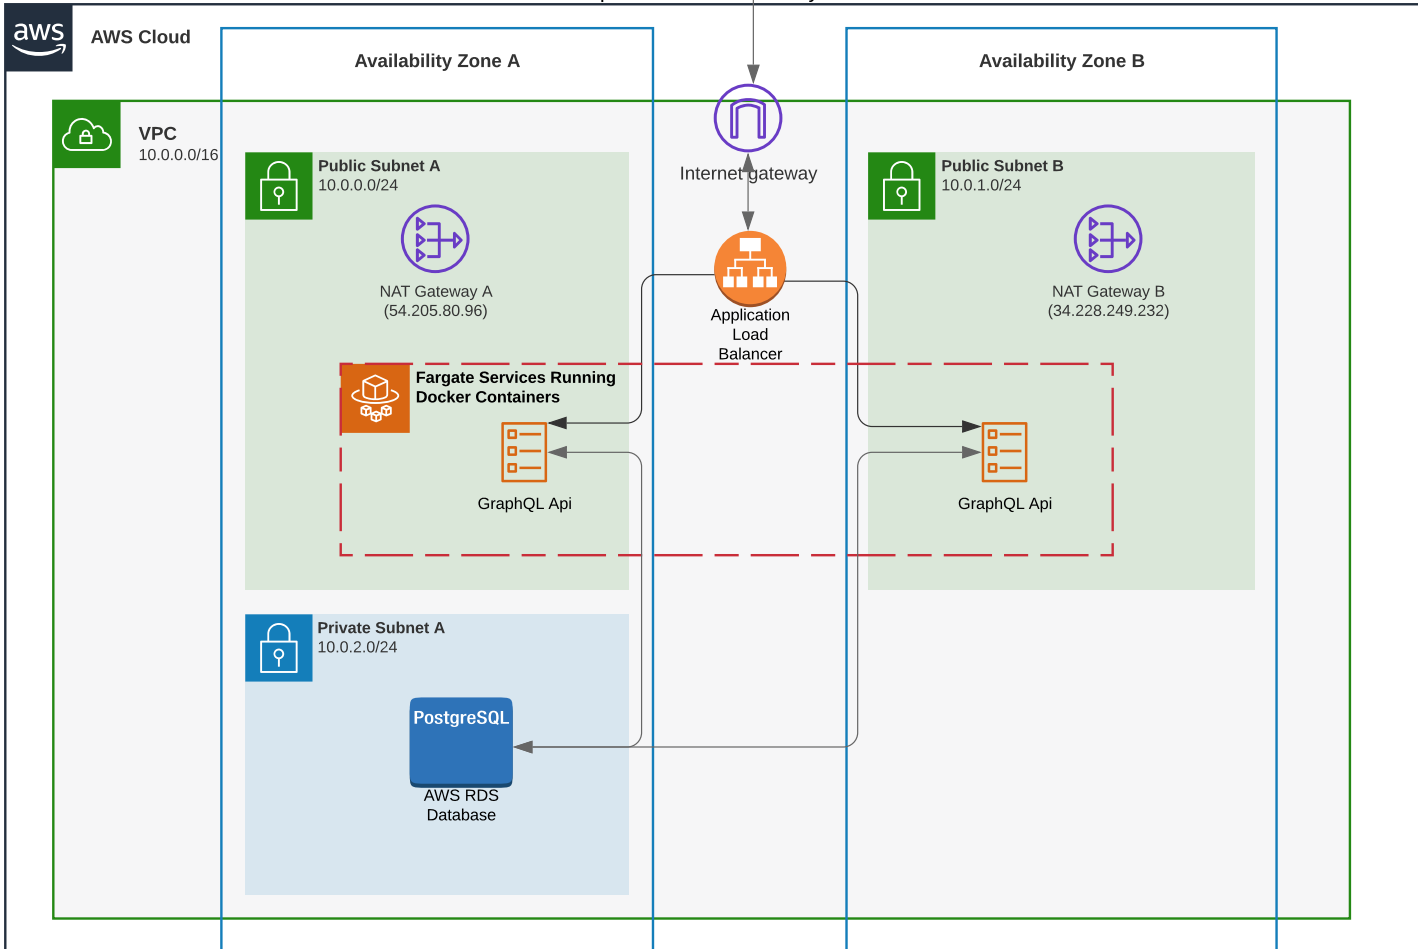 aws
AWS Cloud
Availability Zone A
Availability Zone B
VPC
10.0.0.0/16
Public Subnet A
10.0.0.0/24
Internet gateway
Public Subnet B
10.0.1.0/24
NAT Gateway A
(54.205.80.96)
NAT Gateway B
(34.228.249.232)
Application
Load
Balancer
Fargate Services Running
Docker Containers
GraphQL Api
GraphQL Api
Private Subnet A
10.0.2.0/24
PostgreSQL
AWS RDS
Database